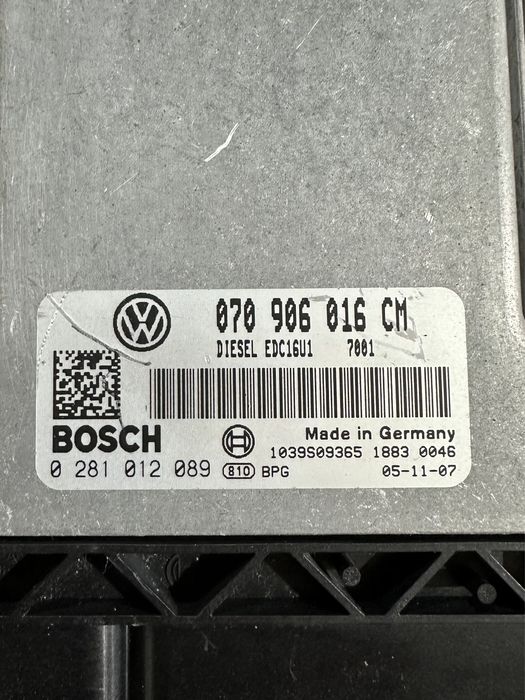 070 906 016 CM
DIESEL EDC16U1 7001
BOSCH
Made in Germany
1039S09365 1883 0046
0 281 012 089 810 BPG 05-11-07